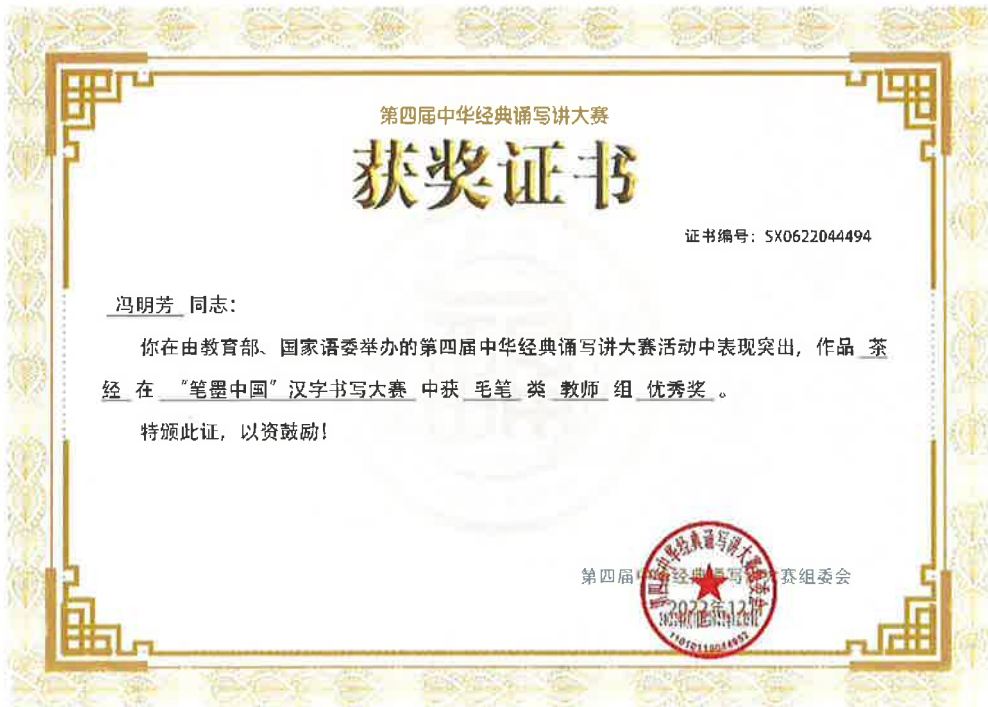 第四届中华经典诵写讲大赛
获奖证书
证书编号：SX0622044494
冯明芳 同志：
你在由教育部、国家语委举办的第四届中华经典诵写讲大赛活动中表现突出，作品 茶
经 在 “笔墨中国”汉字书写大赛 中获 毛笔 类 教师 组 优秀奖 。
特颁此证，以资鼓励！
第四届中华经典诵写讲大赛组委会
2022年12月